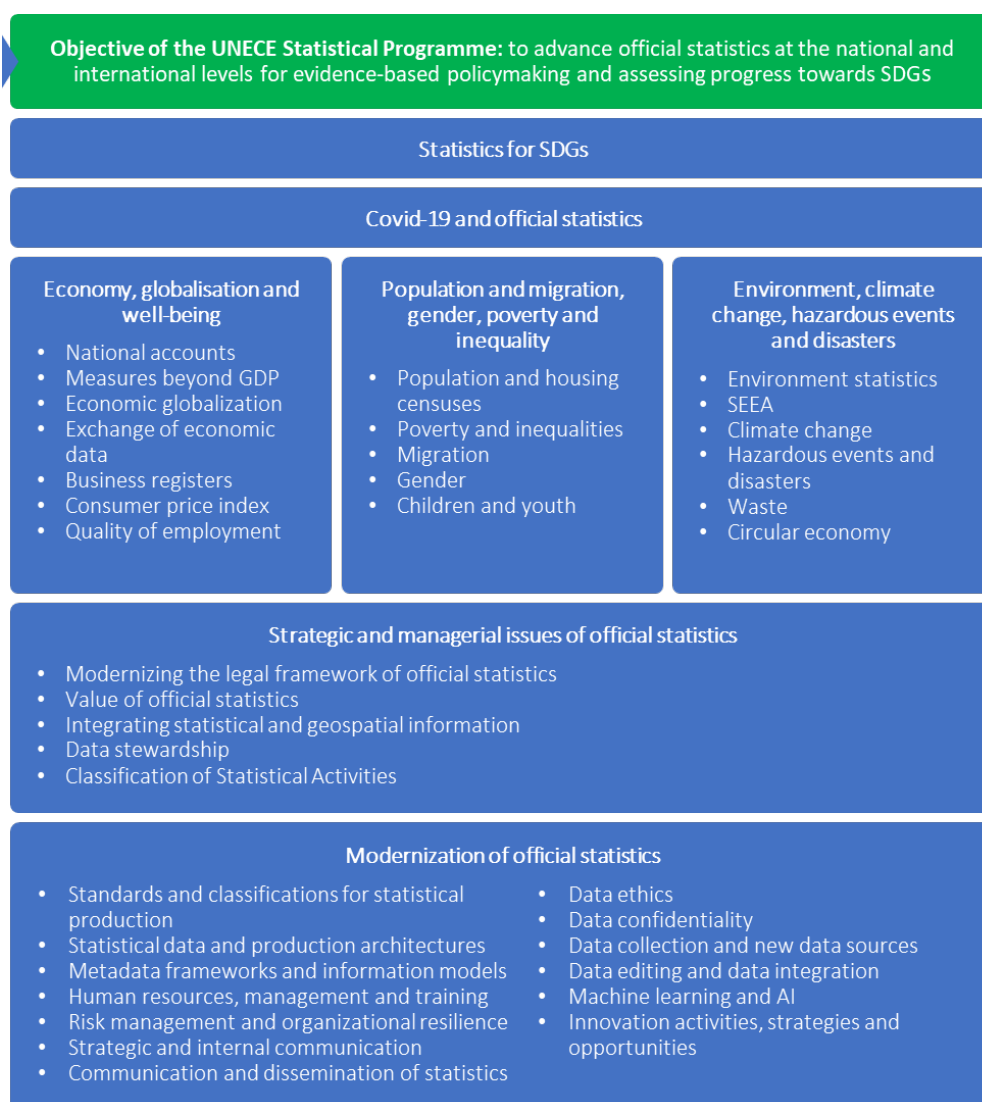 Objective of the UNECE Statistical Programme: to advance official statistics at the national and
international levels for evidence-based policymaking and assessing progress towards SDGs
Statistics for SDGs
Covid-19 and official statistics
Economy, globalisation and
well-being
• National accounts
• Measures beyond GDP
• Economic globalization
• Exchange of economic
data
• Business registers
• Consumer price index
• Quality of employment
Population and migration,
gender, poverty and
inequality
• Population and housing
censuses
• Poverty and inequalities
• Migration
• Gender
• Children and youth
Environment, climate
change, hazardous events
and disasters
• Environment statistics
• SEEA
• Climate change
• Hazardous events and
disasters
• Waste
• Circular economy
Strategic and managerial issues of official statistics
• Modernizing the legal framework of official statistics
• Value of official statistics
• Integrating statistical and geospatial information
• Data stewardship
• Classification of Statistical Activities
Modernization of official statistics
• Standards and classifications for statistical
production
• Statistical data and production architectures
• Metadata frameworks and information models
• Human resources, management and training
• Risk management and organizational resilience
• Strategic and internal communication
• Communication and dissemination of statistics
• Data ethics
• Data confidentiality
• Data collection and new data sources
• Data editing and data integration
• Machine learning and AI
• Innovation activities, strategies and
opportunities